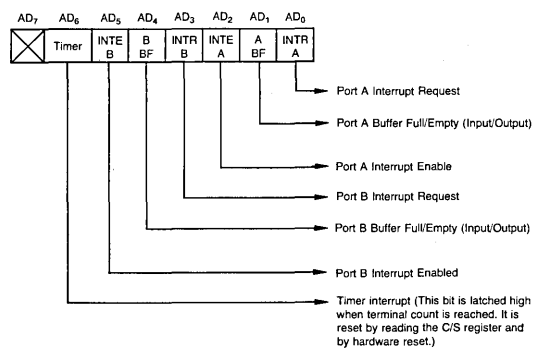 AD7 AD6 AD5 AD4 AD3 AD2 AD1 AD0
Timer
INTE B
B BF
INTR B
INTE A
A BF
INTR A
Port A Interrupt Request
Port A Buffer Full/Empty (Input/Output)
Port A Interrupt Enable
Port B Interrupt Request
Port B Buffer Full/Empty (Input/Output)
Port B Interrupt Enabled
Timer interrupt (This bit is latched high
when terminal count is reached. It is
reset by reading the C/S register and
by hardware reset.)